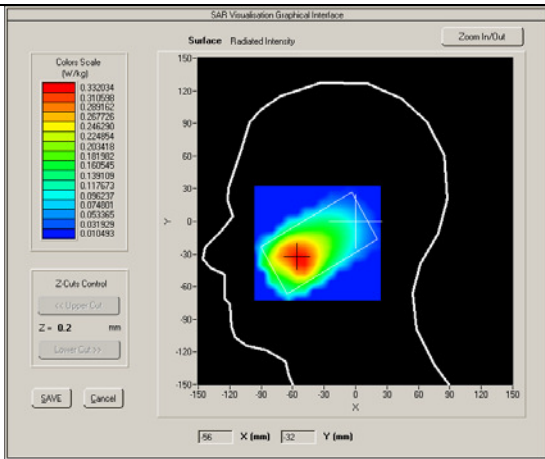 SAR Visualisation Graphical Interface
Surface Radiated Intensity
Zoom In/Out
Colors Scale
(W/kg)
0.332034
0.310598
0.289162
0.267726
0.246290
0.224854
0.203418
0.181982
0.160545
0.139109
0.117673
0.096237
0.074801
0.053365
0.031929
0.010493
Z-Cuts Control
<< Upper Cut
Z = 0.2 mm
Lower Cut >>
SAVE Cancel
150
120
90
60
30
0
-30
-60
-90
-120
-150
Y
-150 -120 -90 -60 -30 0 30 60 90 120 150
X
-56 X (mm) -32 Y (mm)